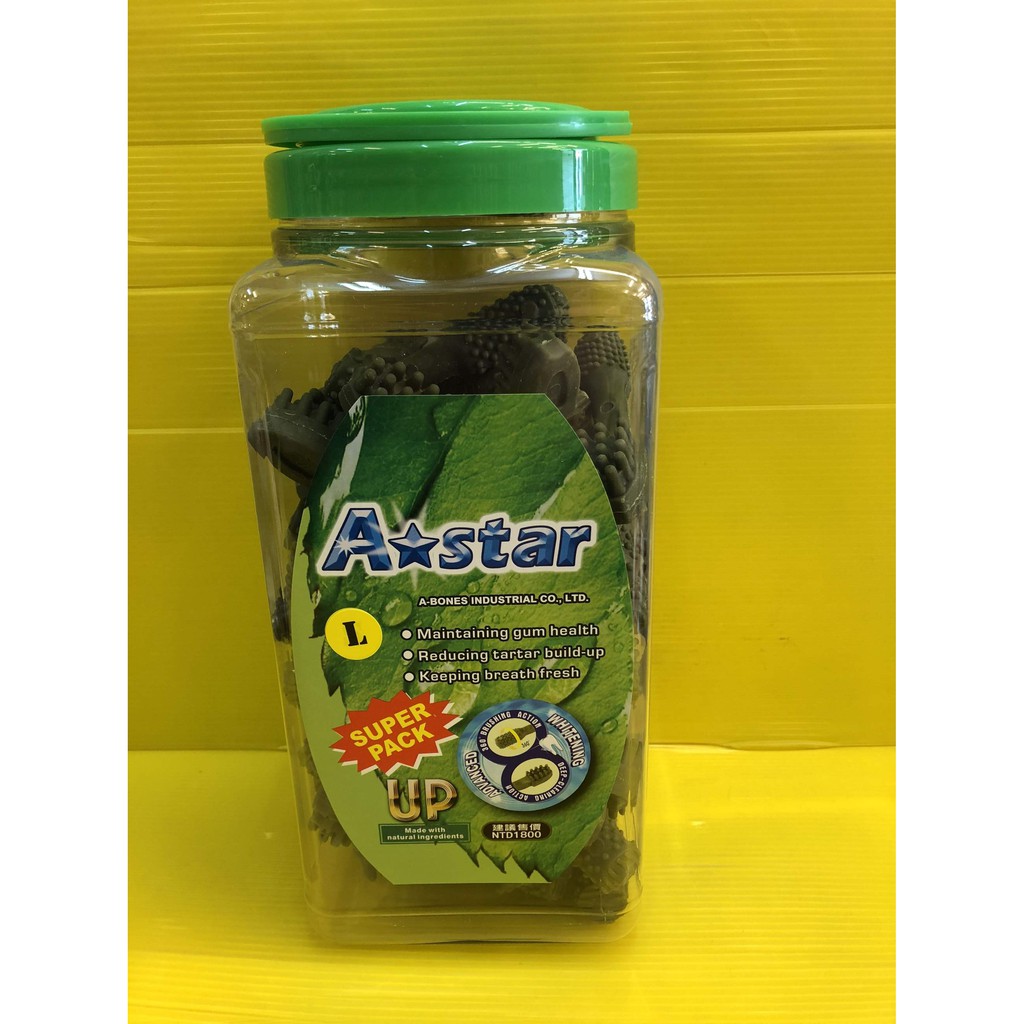 A★star
A-BONES INDUSTRIAL CO., LTD.
L
Maintaining gum health
Reducing tartar build-up
Keeping breath fresh
SUPER
PACK
ADVANCED WHITENING
360 BRUSHING ACTION
DEEP-CLEANING ACTION
UP
Made with
natural ingredients
建議售價
NTD1800